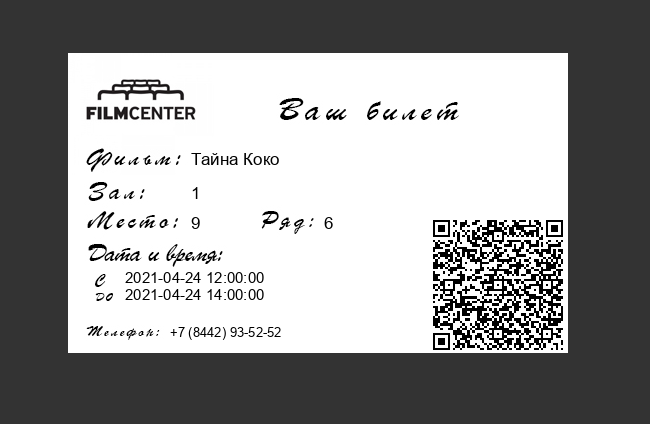 FILMCENTER
Ваш билет
Фильм: Тайна Коко
Зал: 1
Место: 9 Ряд: 6
Дата и время:
С 2021-04-24 12:00:00
до 2021-04-24 14:00:00
Телефон: +7 (8442) 93-52-52